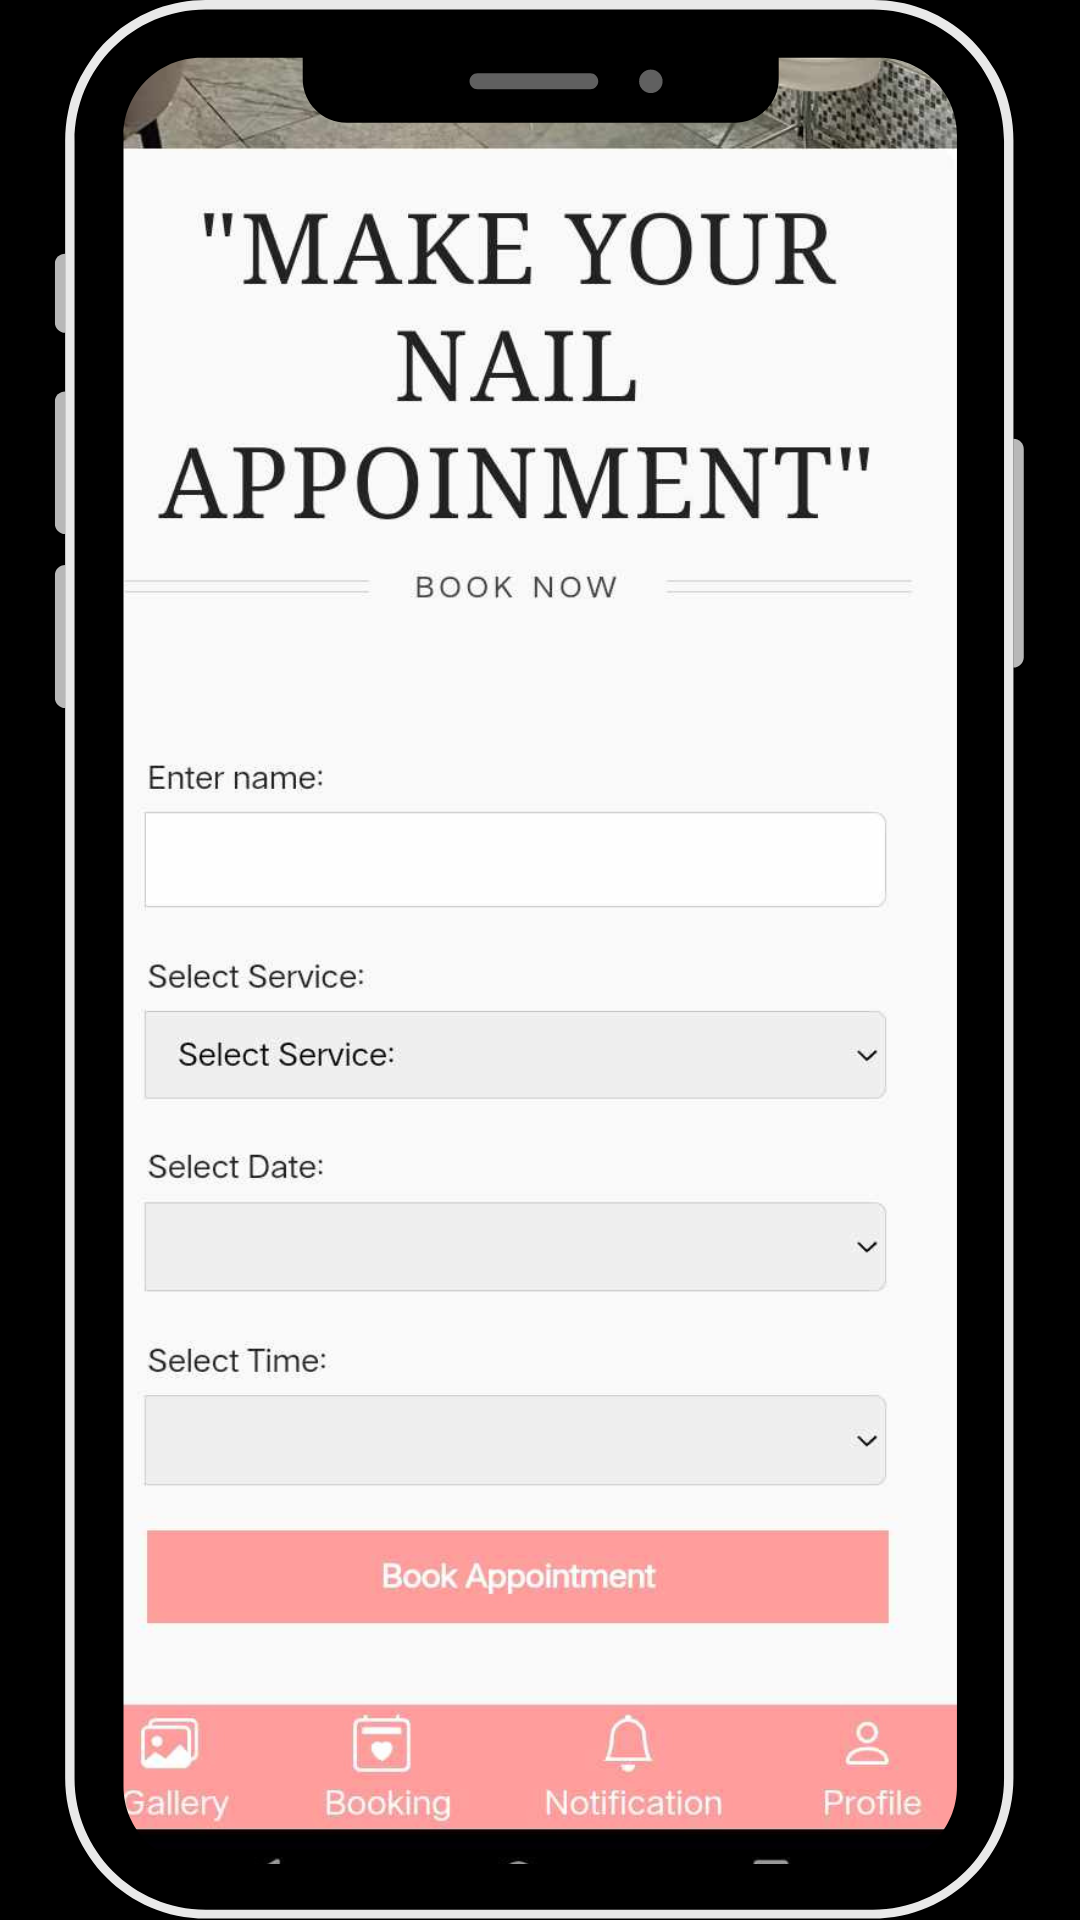 "MAKE YOUR
NAIL
APPOINMENT"
BOOK NOW
Enter name:
Select Service:
Select Service:
Select Date:
Select Time:
Book Appointment
Gallery Booking Notification Profile